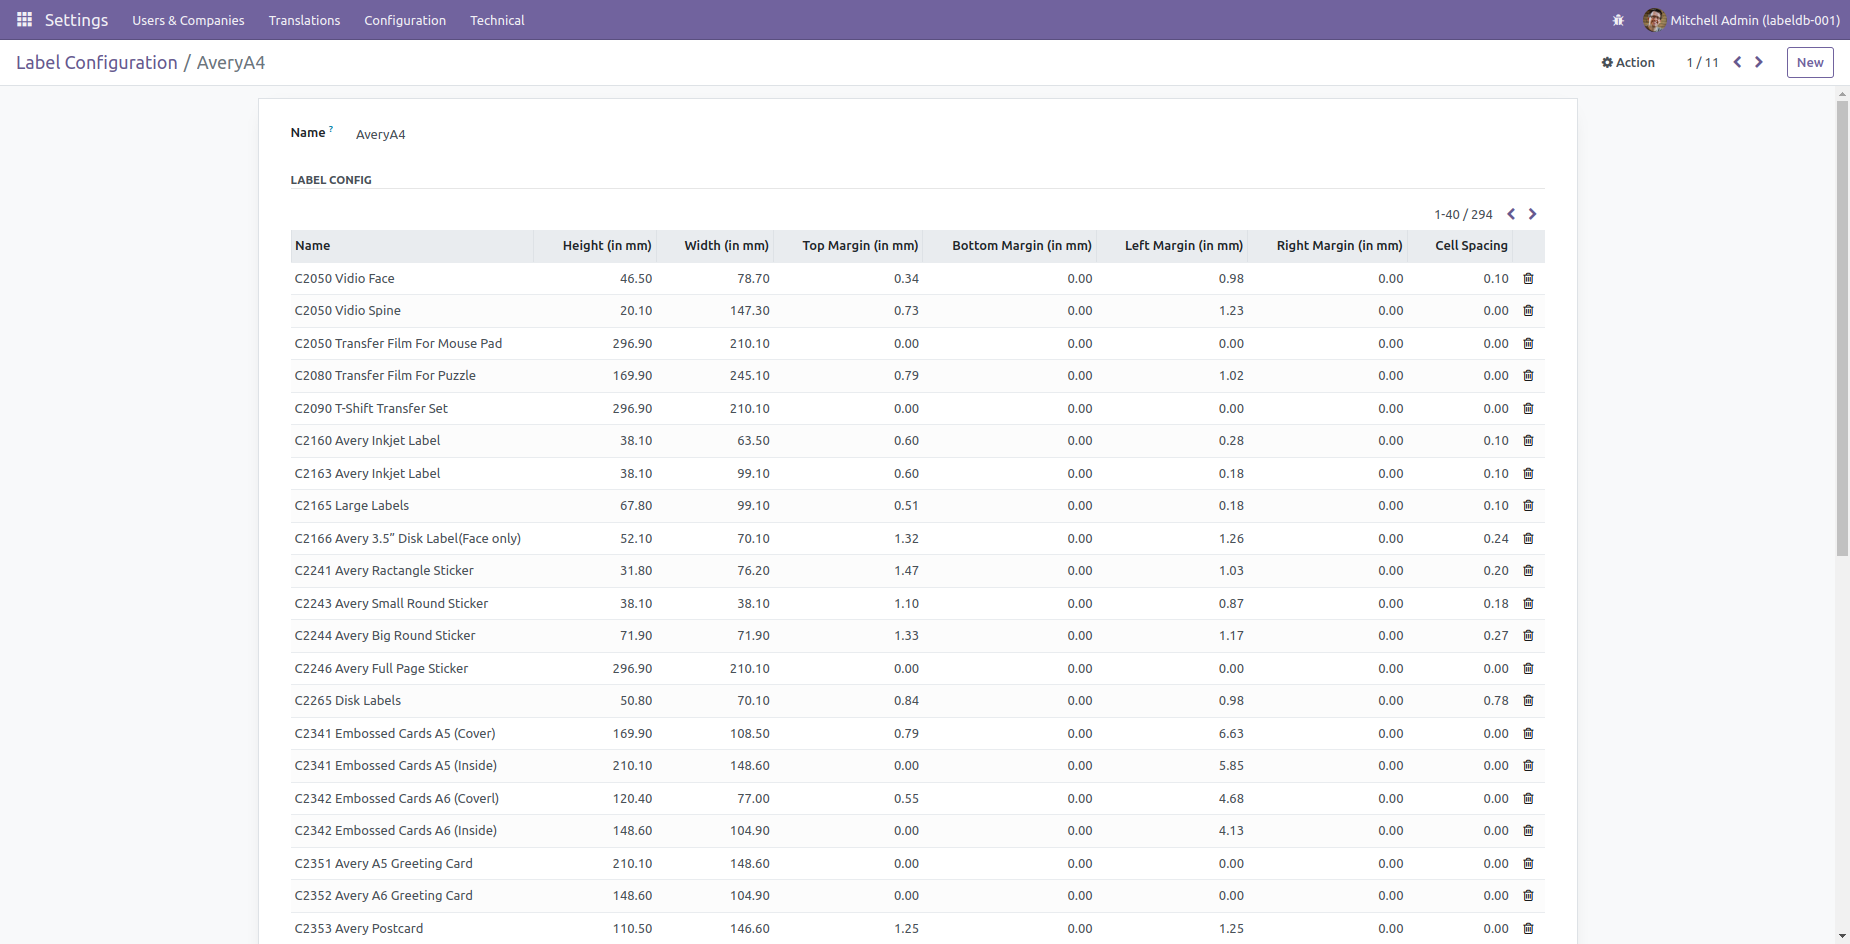 Settings Users & Companies Translations Configuration Technical Mitchell Admin (labeldb-001)
Label Configuration / AveryA4 Action 1 / 11 New
Name ? AveryA4
LABEL CONFIG
1-40 / 294
Name Height (in mm) Width (in mm) Top Margin (in mm) Bottom Margin (in mm) Left Margin (in mm) Right Margin (in mm) Cell Spacing
C2050 Vidio Face 46.50 78.70 0.34 0.00 0.98 0.00 0.10
C2050 Vidio Spine 20.10 147.30 0.73 0.00 1.23 0.00 0.00
C2050 Transfer Film For Mouse Pad 296.90 210.10 0.00 0.00 0.00 0.00 0.00
C2080 Transfer Film For Puzzle 169.90 245.10 0.79 0.00 1.02 0.00 0.00
C2090 T-Shift Transfer Set 296.90 210.10 0.00 0.00 0.00 0.00 0.00
C2160 Avery Inkjet Label 38.10 63.50 0.60 0.00 0.28 0.00 0.10
C2163 Avery Inkjet Label 38.10 99.10 0.60 0.00 0.18 0.00 0.10
C2165 Large Labels 67.80 99.10 0.51 0.00 0.18 0.00 0.10
C2166 Avery 3.5” Disk Label(Face only) 52.10 70.10 1.32 0.00 1.26 0.00 0.24
C2241 Avery Ractangle Sticker 31.80 76.20 1.47 0.00 1.03 0.00 0.20
C2243 Avery Small Round Sticker 38.10 38.10 1.10 0.00 0.87 0.00 0.18
C2244 Avery Big Round Sticker 71.90 71.90 1.33 0.00 1.17 0.00 0.27
C2246 Avery Full Page Sticker 296.90 210.10 0.00 0.00 0.00 0.00 0.00
C2265 Disk Labels 50.80 70.10 0.84 0.00 0.98 0.00 0.78
C2341 Embossed Cards A5 (Cover) 169.90 108.50 0.79 0.00 6.63 0.00 0.00
C2341 Embossed Cards A5 (Inside) 210.10 148.60 0.00 0.00 5.85 0.00 0.00
C2342 Embossed Cards A6 (Coverl) 120.40 77.00 0.55 0.00 4.68 0.00 0.00
C2342 Embossed Cards A6 (Inside) 148.60 104.90 0.00 0.00 4.13 0.00 0.00
C2351 Avery A5 Greeting Card 210.10 148.60 0.00 0.00 0.00 0.00 0.00
C2352 Avery A6 Greeting Card 148.60 104.90 0.00 0.00 0.00 0.00 0.00
C2353 Avery Postcard 110.50 146.60 1.25 0.00 1.25 0.00 0.00